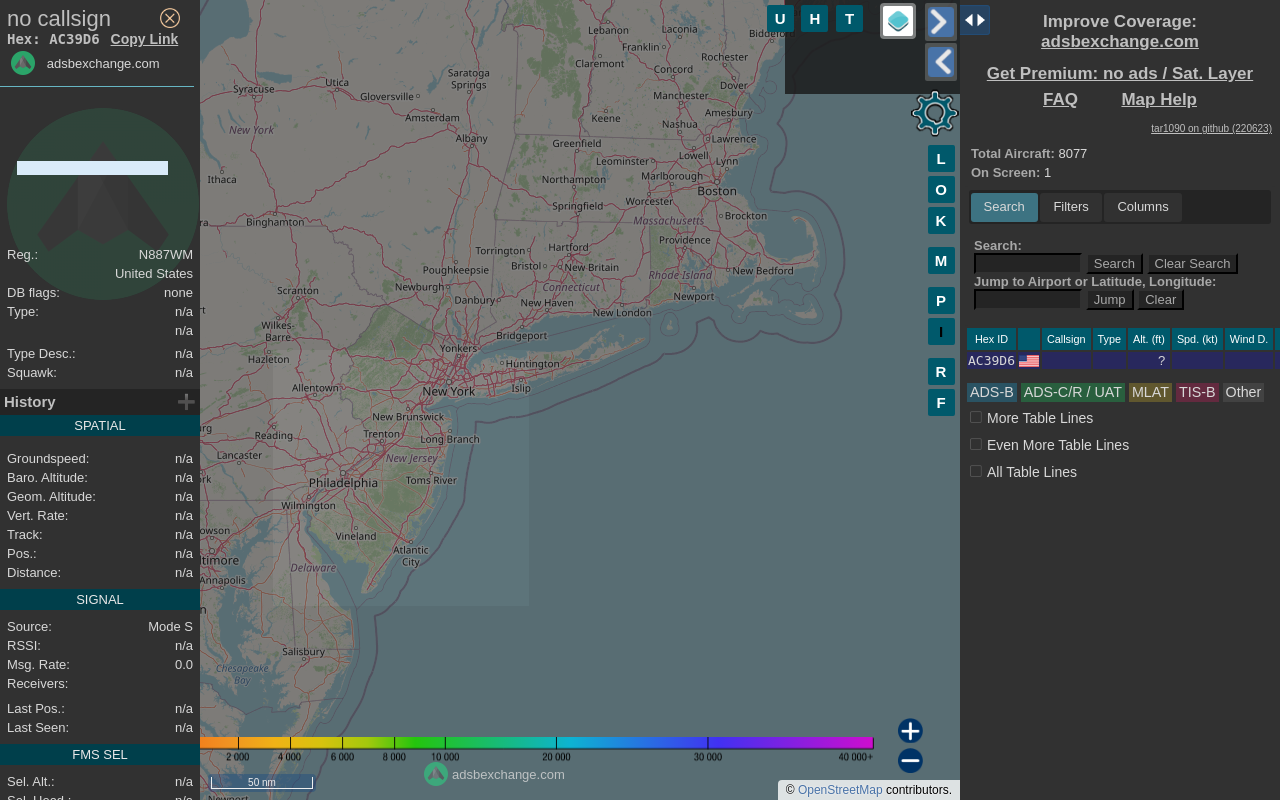 no callsign
Hex: AC39D6 Copy Link
adsbexchange.com
Reg.: N887WM
United States
DB flags: none
Type: n/a
n/a
Type Desc.: n/a
Squawk: n/a
History
SPATIAL
Groundspeed: n/a
Baro. Altitude: n/a
Geom. Altitude: n/a
Vert. Rate: n/a
Track: n/a
Pos.: n/a
Distance: n/a
SIGNAL
Source: Mode S
RSSI: n/a
Msg. Rate: 0.0
Receivers:
Last Pos.: n/a
Last Seen: n/a
FMS SEL
Sel. Alt.: n/a
n/a
Lebanon
Laconia
Franklin
Claremont
Rochester
Concord
Dover
Saratoga
Springs
Utica
Syracuse
Gloversville
Manchester
Amesbury
Keene
Nashua
Amsterdam
New York
Albany
Greenfield
Lawrence
Lowell
Leominster
Lynn
Ithaca
Northampton
Marlborough
Boston
Worcester
Springfield
Binghamton
Massachusetts
Brockton
Providence
Hartford
Torrington
Bristol
New Britain
Poughkeepsie
New Bedford
Rhode Island
Connecticut
Newburgh
Scranton
Danbury
New Haven
Newport
New London
Wilkes-
Barre
Bridgeport
Yonkers
Hazleton
Huntington
Allentown
New York
Islip
New Brunswick
Reading
Trenton
Long Branch
Lancaster
New Jersey
Philadelphia
Toms River
Wilmington
Vineland
Atlantic
City
Delaware
Annapolis
Salisbury
Chesapeake
Bay
2 000 4 000 6 000 8 000 10 000 20 000 30 000 40 000+
50 nm
adsbexchange.com
© OpenStreetMap contributors.
U H T
L
O
K
M
P
I
R
F
Improve Coverage:
adsbexchange.com
Get Premium: no ads / Sat. Layer
FAQ Map Help
tar1090 on github (220623)
Total Aircraft: 8077
On Screen: 1
Search Filters Columns
Search:
Search Clear Search
Jump to Airport or Latitude, Longitude:
Jump Clear
Hex ID Callsign Type Alt. (ft) Spd. (kt) Wind D.
AC39D6 ?
ADS-B ADS-C/R / UAT MLAT TIS-B Other
More Table Lines
Even More Table Lines
All Table Lines